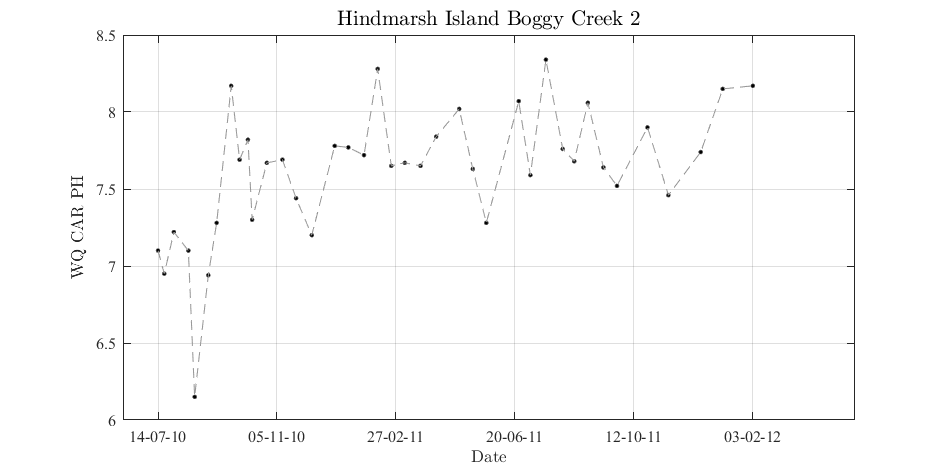 Hindmarsh Island Boggy Creek 2
8.5
8
7.5
7
6.5
6
WQ CAR PH
14-07-10 05-11-10 27-02-11 20-06-11 12-10-11 03-02-12
Date